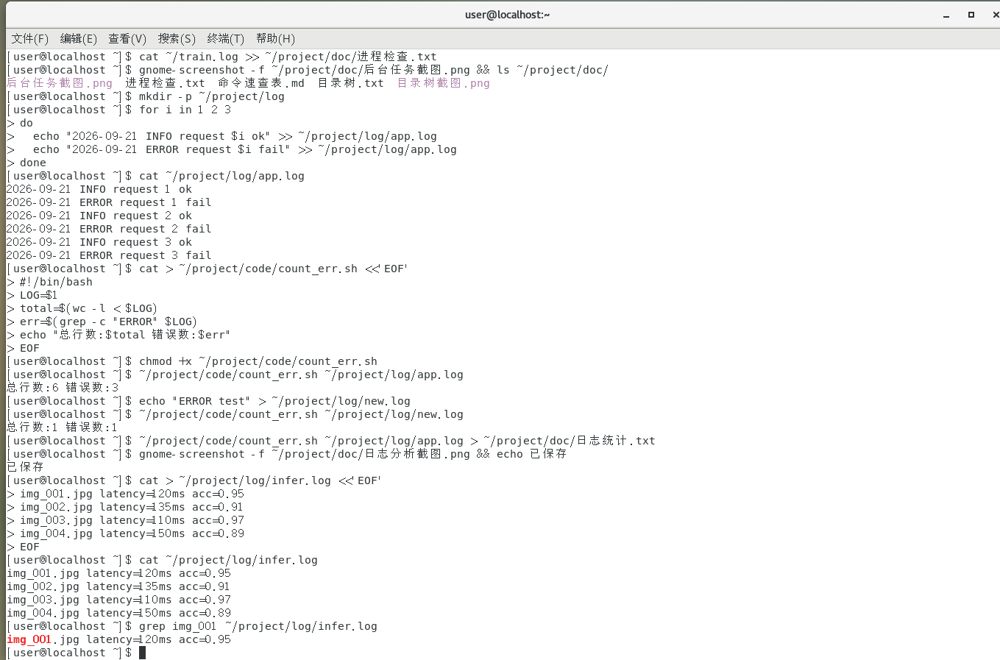 user@localhost:~
文件(F) 编辑(E) 查看(V) 搜索(S) 终端(T) 帮助(H)
[user@localhost ~]$ cat ~/train.log >> ~/project/doc/进程检查.txt
[user@localhost ~]$ gnome-screenshot -f ~/project/doc/后台任务截图.png && ls ~/project/doc/
后台任务截图.png 进程检查.txt 命令速查表.md 目录树.txt 目录树截图.png
[user@localhost ~]$ mkdir -p ~/project/log
[user@localhost ~]$ for i in 1 2 3
> do
>   echo "2026-09-21 INFO request $i ok" >> ~/project/log/app.log
>   echo "2026-09-21 ERROR request $i fail" >> ~/project/log/app.log
> done
[user@localhost ~]$ cat ~/project/log/app.log
2026-09-21 INFO request 1 ok
2026-09-21 ERROR request 1 fail
2026-09-21 INFO request 2 ok
2026-09-21 ERROR request 2 fail
2026-09-21 INFO request 3 ok
2026-09-21 ERROR request 3 fail
[user@localhost ~]$ cat > ~/project/code/count_err.sh <<'EOF'
> #!/bin/bash
> LOG=$1
> total=$(wc -l < $LOG)
> err=$(grep -c "ERROR" $LOG)
> echo "总行数:$total 错误数:$err"
> EOF
[user@localhost ~]$ chmod +x ~/project/code/count_err.sh
[user@localhost ~]$ ~/project/code/count_err.sh ~/project/log/app.log
总行数:6 错误数:3
[user@localhost ~]$ echo "ERROR test" > ~/project/log/new.log
[user@localhost ~]$ ~/project/code/count_err.sh ~/project/log/new.log
总行数:1 错误数:1
[user@localhost ~]$ ~/project/code/count_err.sh ~/project/log/app.log > ~/project/doc/日志统计.txt
[user@localhost ~]$ gnome-screenshot -f ~/project/doc/日志分析截图.png && echo 已保存
已保存
[user@localhost ~]$ cat > ~/project/log/infer.log <<'EOF'
> img_001.jpg latency=120ms acc=0.95
> img_002.jpg latency=135ms acc=0.91
> img_003.jpg latency=110ms acc=0.97
> img_004.jpg latency=150ms acc=0.89
> EOF
[user@localhost ~]$ cat ~/project/log/infer.log
img_001.jpg latency=120ms acc=0.95
img_002.jpg latency=135ms acc=0.91
img_003.jpg latency=110ms acc=0.97
img_004.jpg latency=150ms acc=0.89
[user@localhost ~]$ grep img_001 ~/project/log/infer.log
img_001.jpg latency=120ms acc=0.95
[user@localhost ~]$